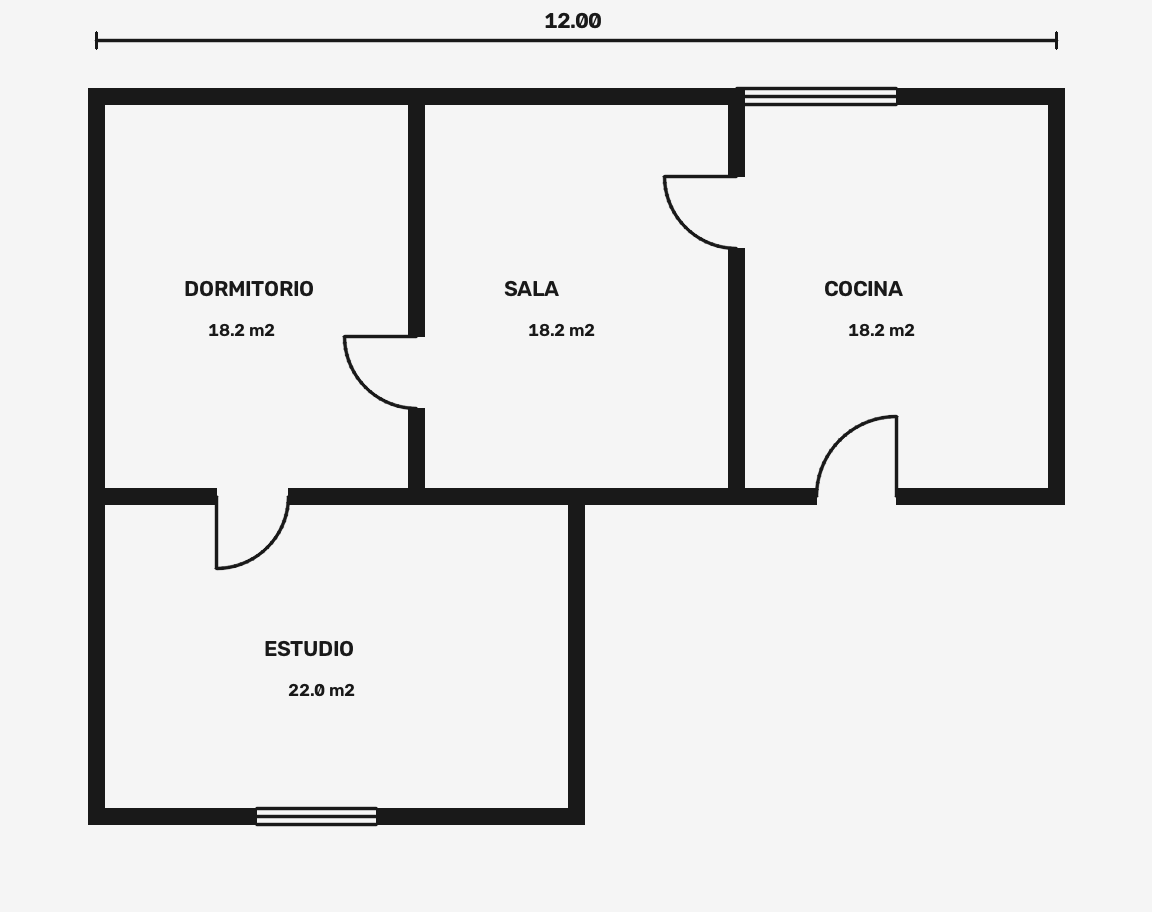 12.00
DORMITORIO
18.2 m2
SALA
18.2 m2
COCINA
18.2 m2
ESTUDIO
22.0 m2